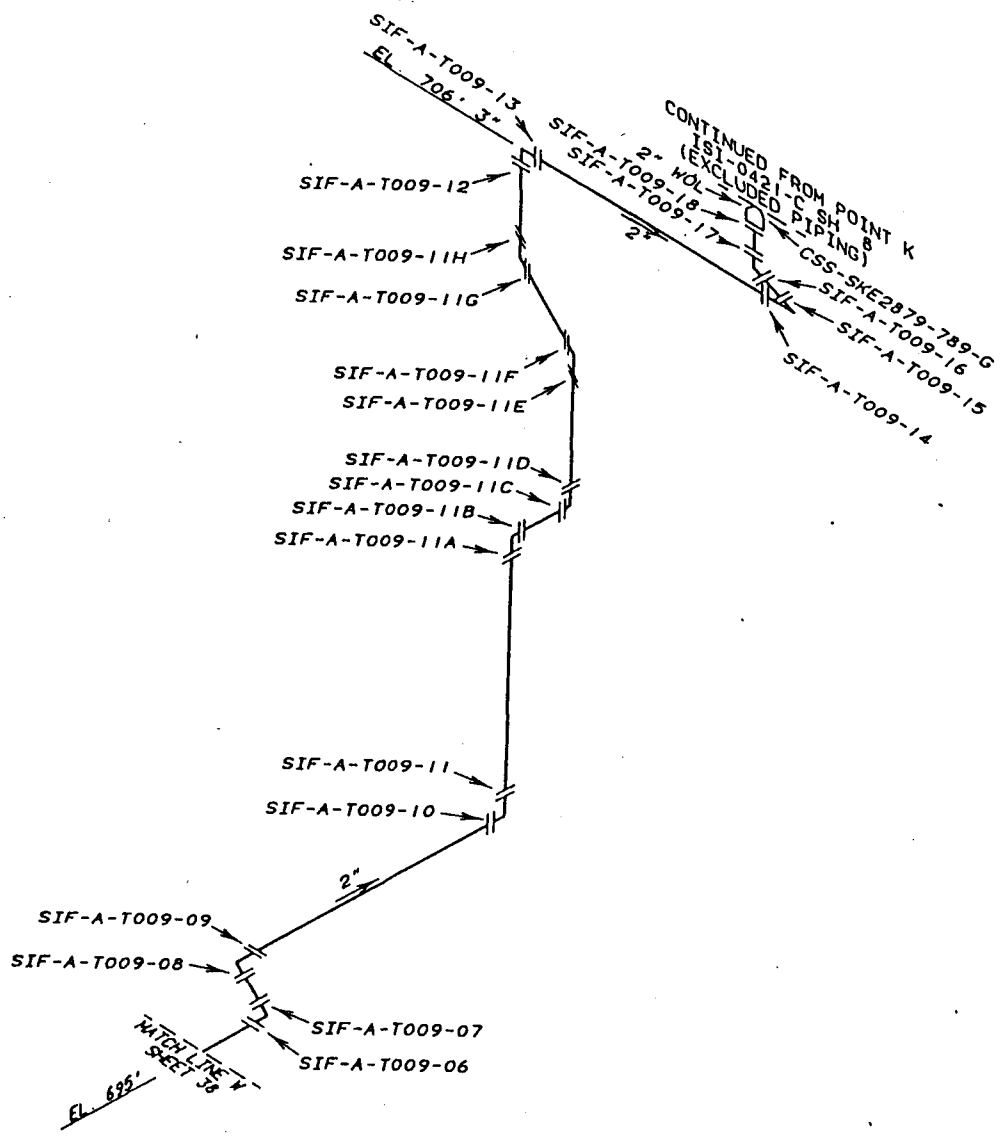 SIF-A-T009-13
EL. 706' 3"
CONTINUED FROM POINT K
ISI-0421-C SH 8
(EXCLUDED PIPING)
SIF-A-T009-12
2" WOL
SIF-A-T009-18
SIF-A-T009-17
2"
CSS-SKE2879-789-G
SIF-A-T009-16
SIF-A-T009-15
SIF-A-T009-14
SIF-A-T009-11H
SIF-A-T009-11G
SIF-A-T009-11F
SIF-A-T009-11E
SIF-A-T009-11D
SIF-A-T009-11C
SIF-A-T009-11B
SIF-A-T009-11A
SIF-A-T009-11
SIF-A-T009-10
2"
SIF-A-T009-09
SIF-A-T009-08
SIF-A-T009-07
SIF-A-T009-06
MATCH LINE W
SHEET 38
EL. 695'